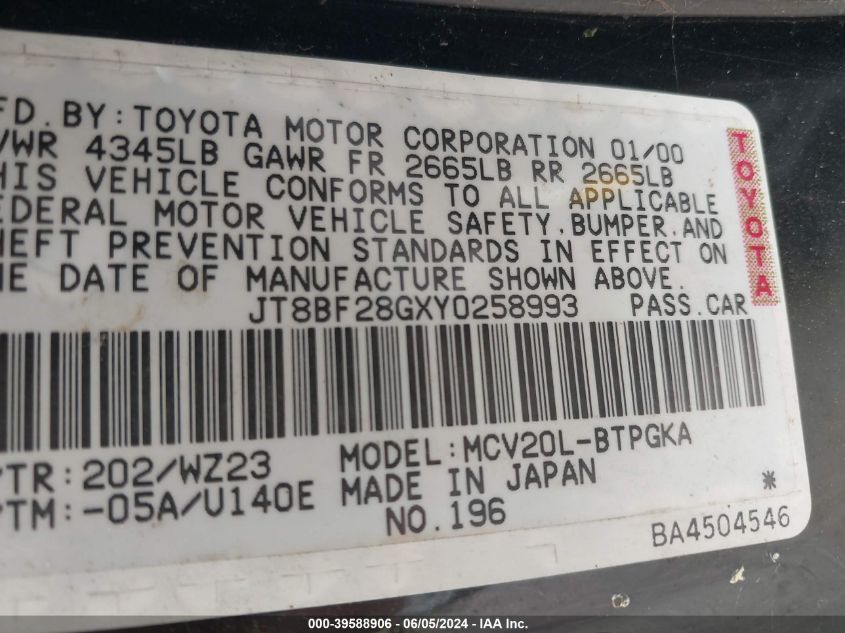 FD. BY: TOYOTA MOTOR CORPORATION 01/00
VWR 4345LB GAWR FR 2665LB RR 2665LB
HIS VEHICLE CONFORMS TO ALL APPLICABLE
EDERAL MOTOR VEHICLE SAFETY, BUMPER, AND
HEFT PREVENTION STANDARDS IN EFFECT ON
HE DATE OF MANUFACTURE SHOWN ABOVE.
JT8BF28GXY0258993 PASS. CAR
TOYOTA
/TR: 202/WZ23 MODEL: MCV20L-BTPGKA
/TM: -05A/U140E MADE IN JAPAN *
NO. 196 BA4504546
000-39588906 - 06/05/2024 - IAA Inc.